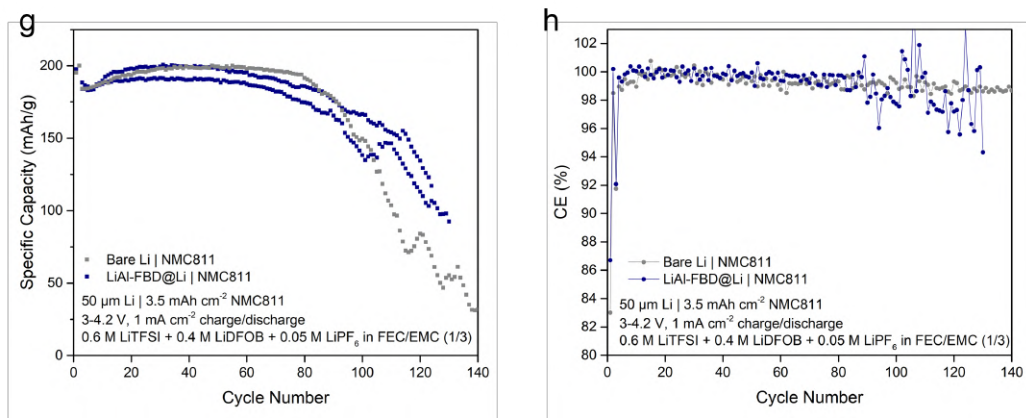 g
Specific Capacity (mAh/g)
200
150
100
50
0
Bare Li | NMC811
LiAl-FBD@Li | NMC811
50 µm Li | 3.5 mAh cm⁻² NMC811
3-4.2 V, 1 mA cm⁻² charge/discharge
0.6 M LiTFSI + 0.4 M LiDFOB + 0.05 M LiPF₆ in FEC/EMC (1/3)
0 20 40 60 80 100 120 140
Cycle Number
h
CE (%)
102
100
98
96
94
92
90
88
86
84
82
80
Bare Li | NMC811
LiAl-FBD@Li | NMC811
50 µm Li | 3.5 mAh cm⁻² NMC811
3-4.2 V, 1 mA cm⁻² charge/discharge
0.6 M LiTFSI + 0.4 M LiDFOB + 0.05 M LiPF₆ in FEC/EMC (1/3)
0 20 40 60 80 100 120 140
Cycle Number